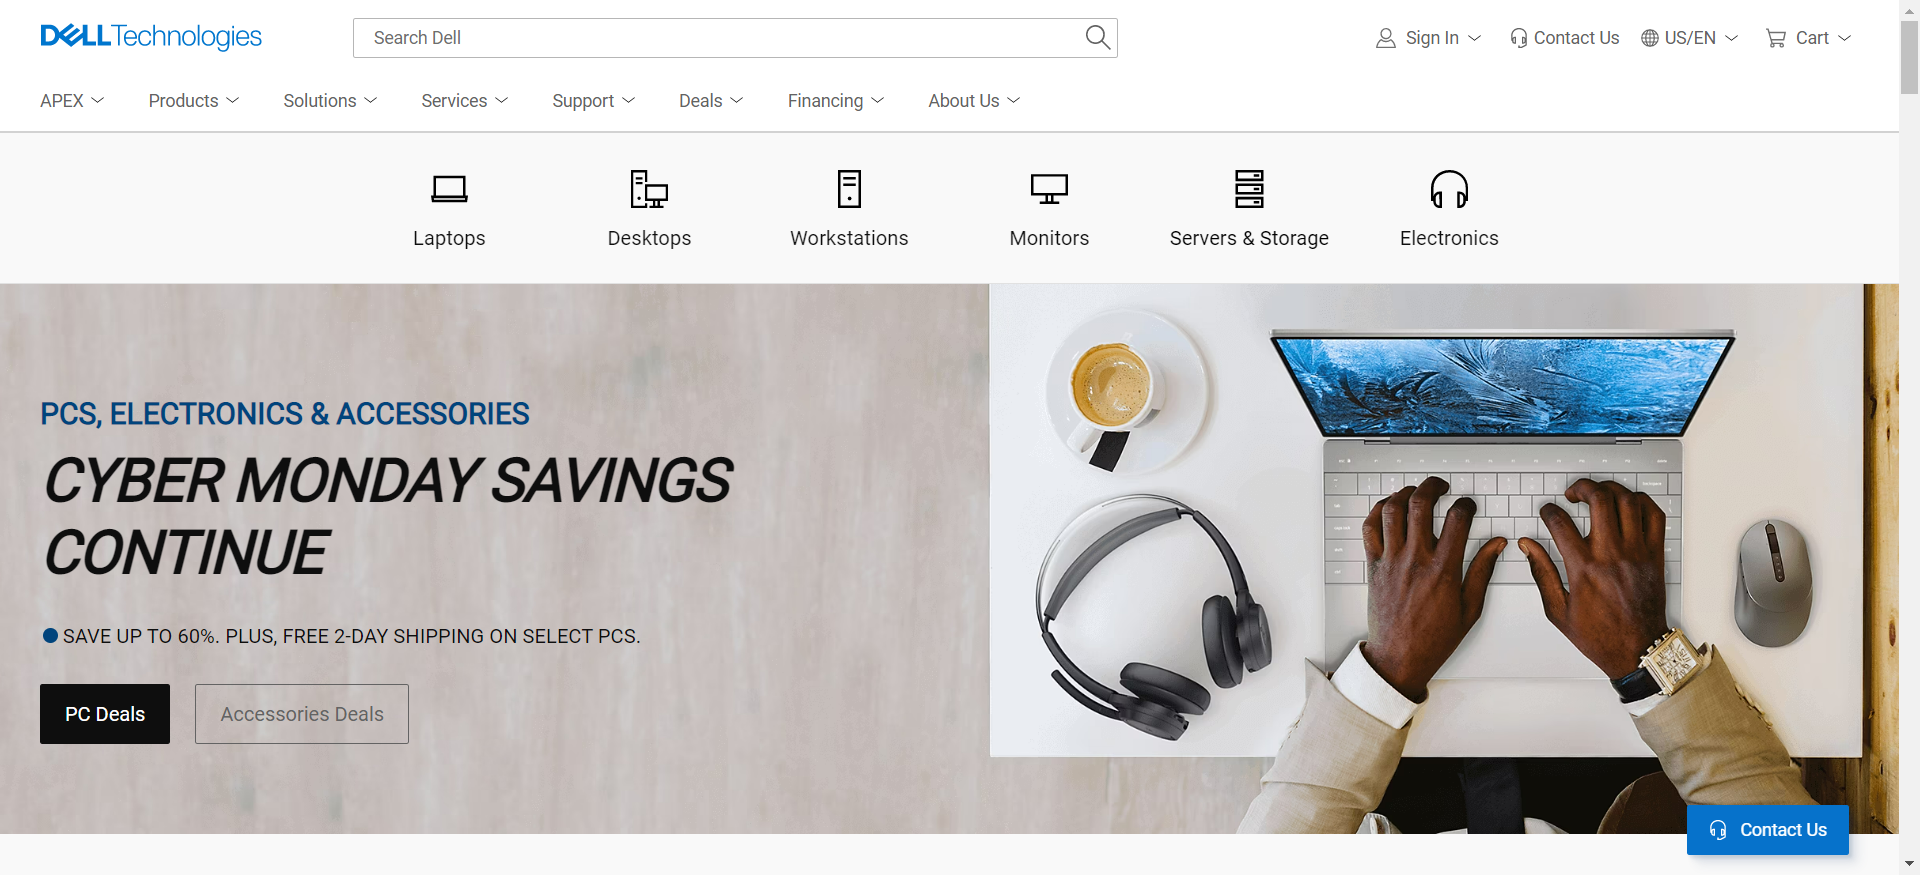 DELLTechnologies
Search Dell
Sign In
Contact Us
US/EN
Cart
APEX
Products
Solutions
Services
Support
Deals
Financing
About Us
Laptops
Desktops
Workstations
Monitors
Servers & Storage
Electronics
PCS, ELECTRONICS & ACCESSORIES
CYBER MONDAY SAVINGS
CONTINUE
SAVE UP TO 60%. PLUS, FREE 2-DAY SHIPPING ON SELECT PCS.
PC Deals
Accessories Deals
Contact Us